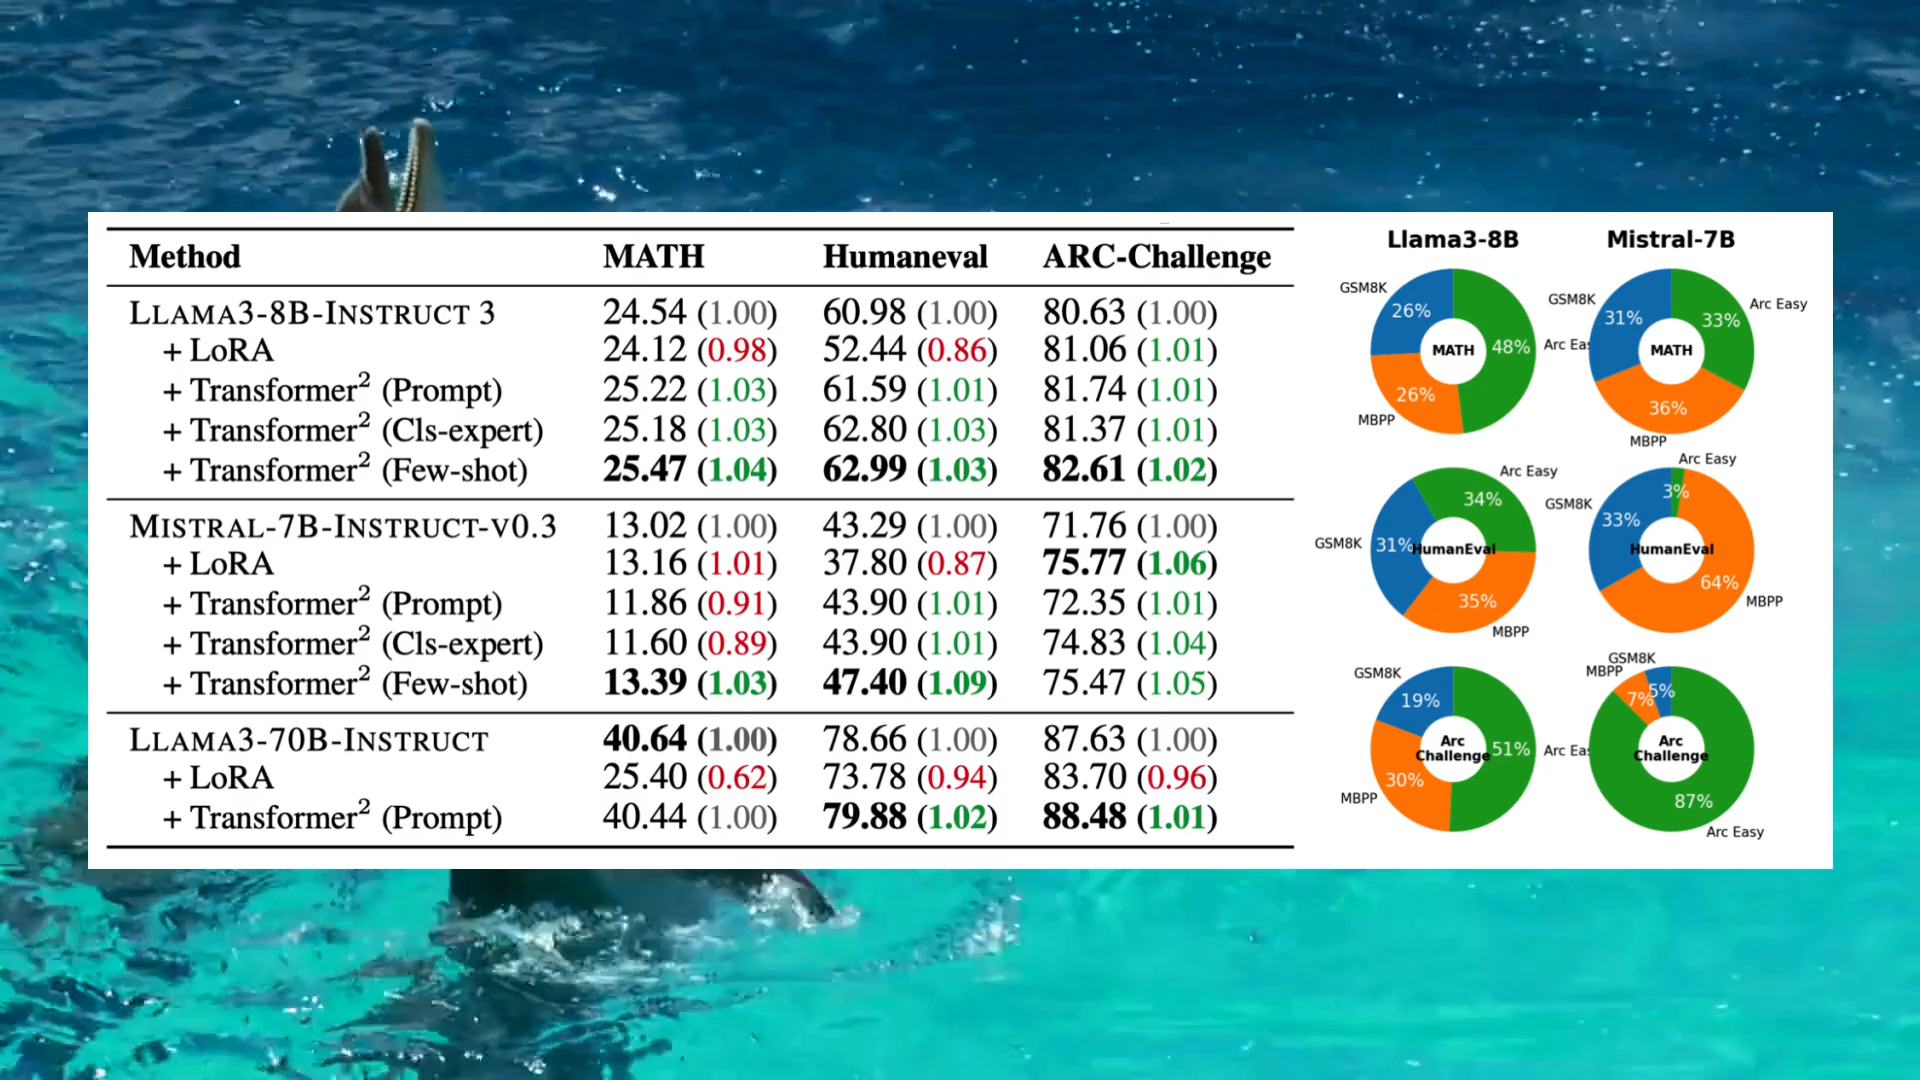 Method MATH Humaneval ARC-Challenge
LLAMA3-8B-INSTRUCT 3 24.54 (1.00) 60.98 (1.00) 80.63 (1.00)
+ LoRA 24.12 (0.98) 52.44 (0.86) 81.06 (1.01)
+ Transformer² (Prompt) 25.22 (1.03) 61.59 (1.01) 81.74 (1.01)
+ Transformer² (Cls-expert) 25.18 (1.03) 62.80 (1.03) 81.37 (1.01)
+ Transformer² (Few-shot) 25.47 (1.04) 62.99 (1.03) 82.61 (1.02)
MISTRAL-7B-INSTRUCT-V0.3 13.02 (1.00) 43.29 (1.00) 71.76 (1.00)
+ LoRA 13.16 (1.01) 37.80 (0.87) 75.77 (1.06)
+ Transformer² (Prompt) 11.86 (0.91) 43.90 (1.01) 72.35 (1.01)
+ Transformer² (Cls-expert) 11.60 (0.89) 43.90 (1.01) 74.83 (1.04)
+ Transformer² (Few-shot) 13.39 (1.03) 47.40 (1.09) 75.47 (1.05)
LLAMA3-70B-INSTRUCT 40.64 (1.00) 78.66 (1.00) 87.63 (1.00)
+ LoRA 25.40 (0.62) 73.78 (0.94) 83.70 (0.96)
+ Transformer² (Prompt) 40.44 (1.00) 79.88 (1.02) 88.48 (1.01)
Llama3-8B
GSM8K
26%
MATH
48%
Arc Eas
26%
MBPP
Arc Easy
34%
GSM8K
31%
HumanEval
35%
MBPP
GSM8K
19%
Arc
Challenge
51%
Arc Eas
30%
MBPP
Mistral-7B
GSM8K
31%
33%
Arc Easy
MATH
36%
MBPP
Arc Easy
3%
GSM8K
33%
HumanEval
64%
MBPP
GSM8K
MBPP
5%
7%
Arc
Challenge
87%
Arc Easy